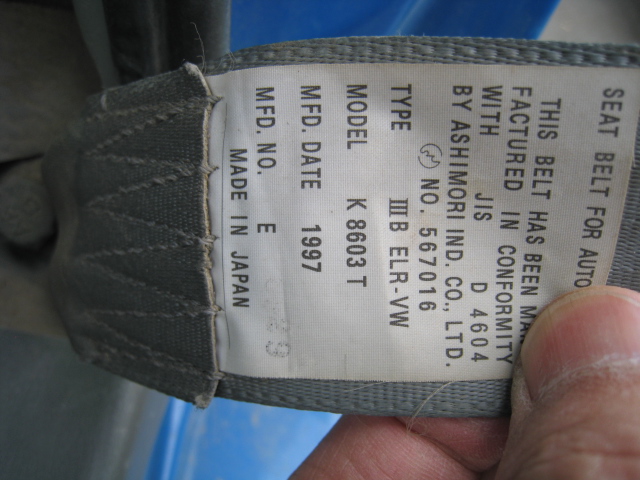 SEAT BELT FOR AUTO
THIS BELT HAS BEEN MA
FACTURED IN CONFORMITY
WITH JIS D 4604
BY ASHIMORI IND. CO., LTD.
NO. 567016
TYPE III B ELR-VW
MODEL K 8603 T
MFD. DATE 1997
MFD. NO. E
MADE IN JAPAN